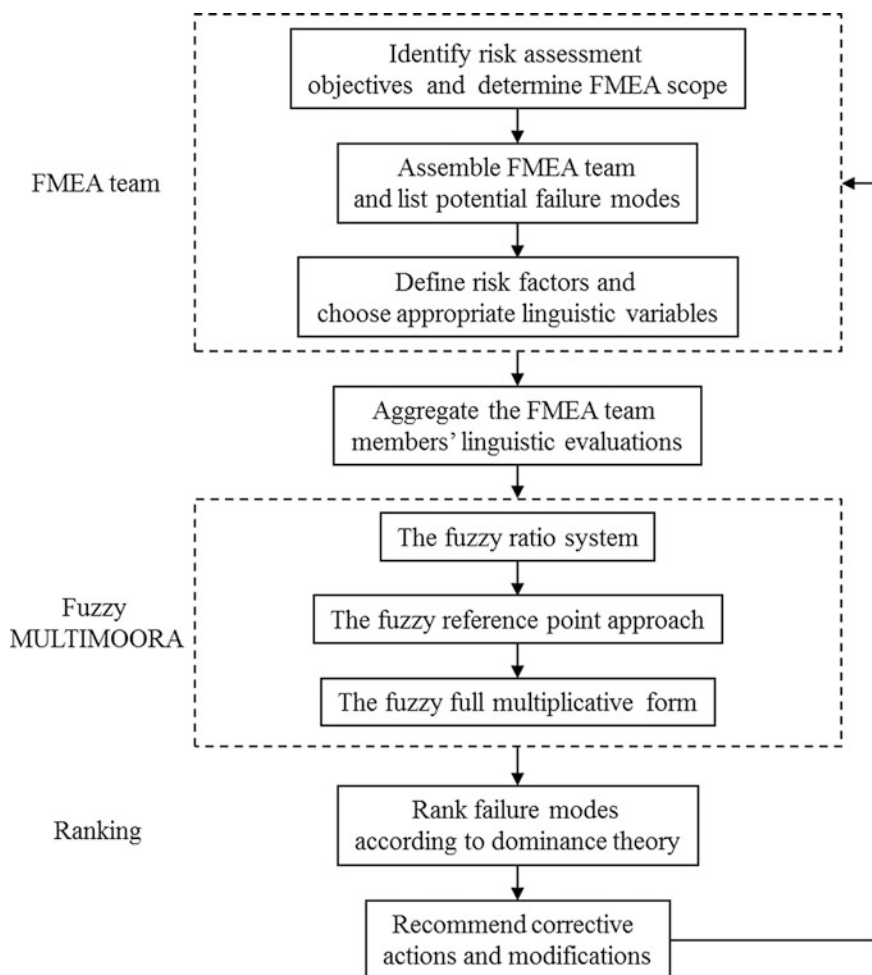 Identify risk assessment
objectives and determine FMEA scope
FMEA team
Assemble FMEA team
and list potential failure modes
Define risk factors and
choose appropriate linguistic variables
Aggregate the FMEA team
members' linguistic evaluations
Fuzzy
MULTIMOORA
The fuzzy ratio system
The fuzzy reference point approach
The fuzzy full multiplicative form
Ranking
Rank failure modes
according to dominance theory
Recommend corrective
actions and modifications